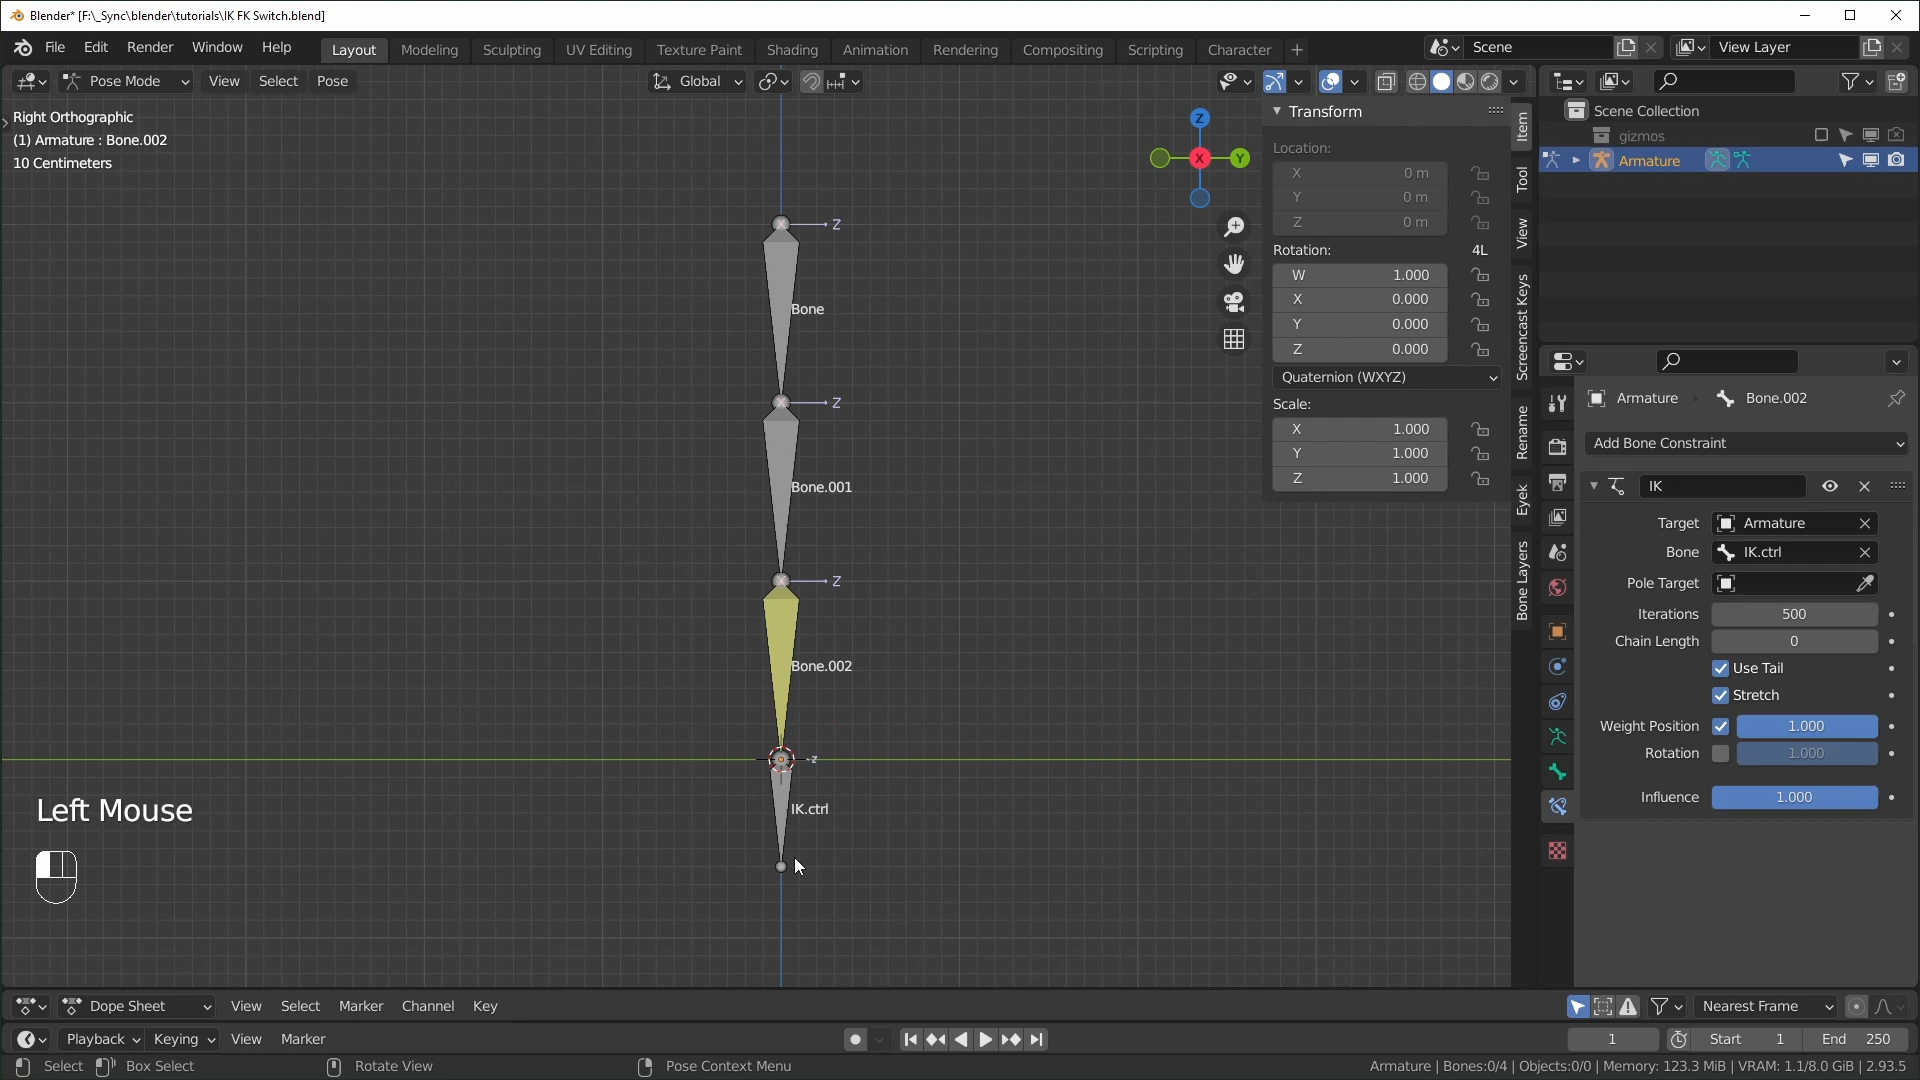 Blender* [F:\_Sync\blender\tutorials\IK FK Switch.blend]
File Edit Render Window Help
Layout Modeling Sculpting UV Editing Texture Paint Shading Animation Rendering Compositing Scripting Character +
Scene
View Layer
Pose Mode View Select Pose
Global
Right Orthographic
(1) Armature : Bone.002
10 Centimeters
Z
X
Y
Z
X
Bone
Z
X
Bone.001
Z
X
Bone.002
-z
IK.ctrl
Left Mouse
Transform
Location:
X 0 m
Y 0 m
Z 0 m
Rotation: 4L
W 1.000
X 0.000
Y 0.000
Z 0.000
Quaternion (WXYZ)
Scale:
X 1.000
Y 1.000
Z 1.000
Item
Tool
View
Screencast Keys
Rename
Eyek
Bone Layers
Scene Collection
gizmos
Armature
Armature Bone.002
Add Bone Constraint
IK
Target Armature
Bone IK.ctrl
Pole Target
Iterations 500
Chain Length 0
Use Tail
Stretch
Weight Position 1.000
Rotation 1.000
Influence 1.000
Dope Sheet View Select Marker Channel Key
Nearest Frame
Playback Keying View Marker
1 Start 1 End 250
Select Box Select Rotate View Pose Context Menu
Armature | Bones:0/4 | Objects:0/0 | Memory: 123.3 MiB | VRAM: 1.1/8.0 GiB | 2.93.5